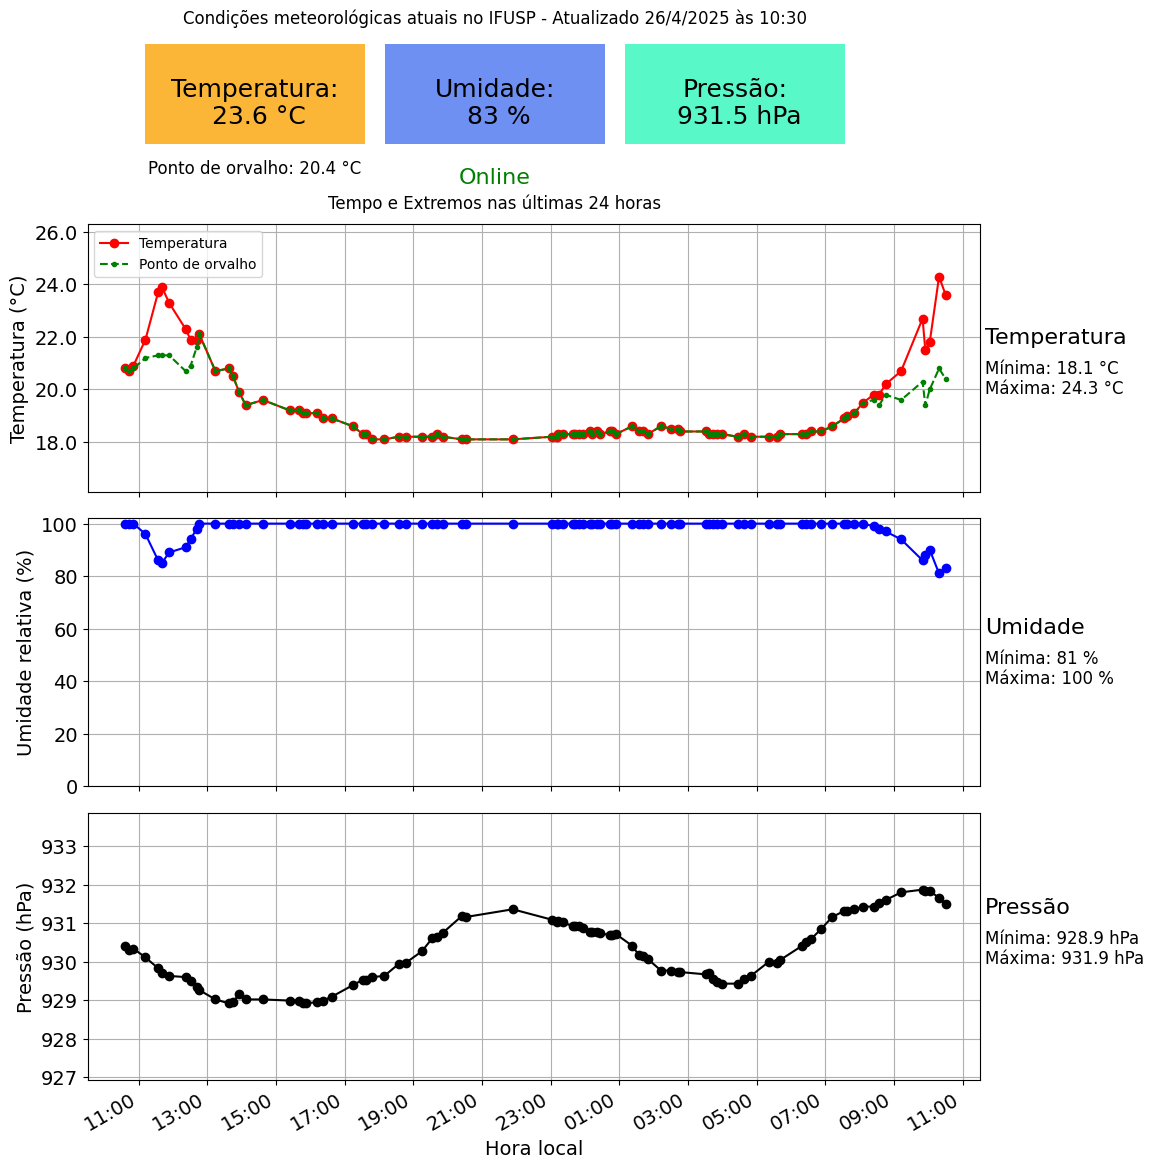 Condições meteorológicas atuais no IFUSP - Atualizado 26/4/2025 às 10:30
Temperatura:
23.6 °C
Umidade:
83 %
Pressão:
931.5 hPa
Ponto de orvalho: 20.4 °C
Online
Tempo e Extremos nas últimas 24 horas
Temperatura (°C)
26.0
24.0
22.0
20.0
18.0
Temperatura
Ponto de orvalho
Temperatura
Mínima: 18.1 °C
Máxima: 24.3 °C
Umidade relativa (%)
100
80
60
40
20
0
Umidade
Mínima: 81 %
Máxima: 100 %
Pressão (hPa)
933
932
931
930
929
928
927
Pressão
Mínima: 928.9 hPa
Máxima: 931.9 hPa
11:00 13:00 15:00 17:00 19:00 21:00 23:00 01:00 03:00 05:00 07:00 09:00 11:00
Hora local